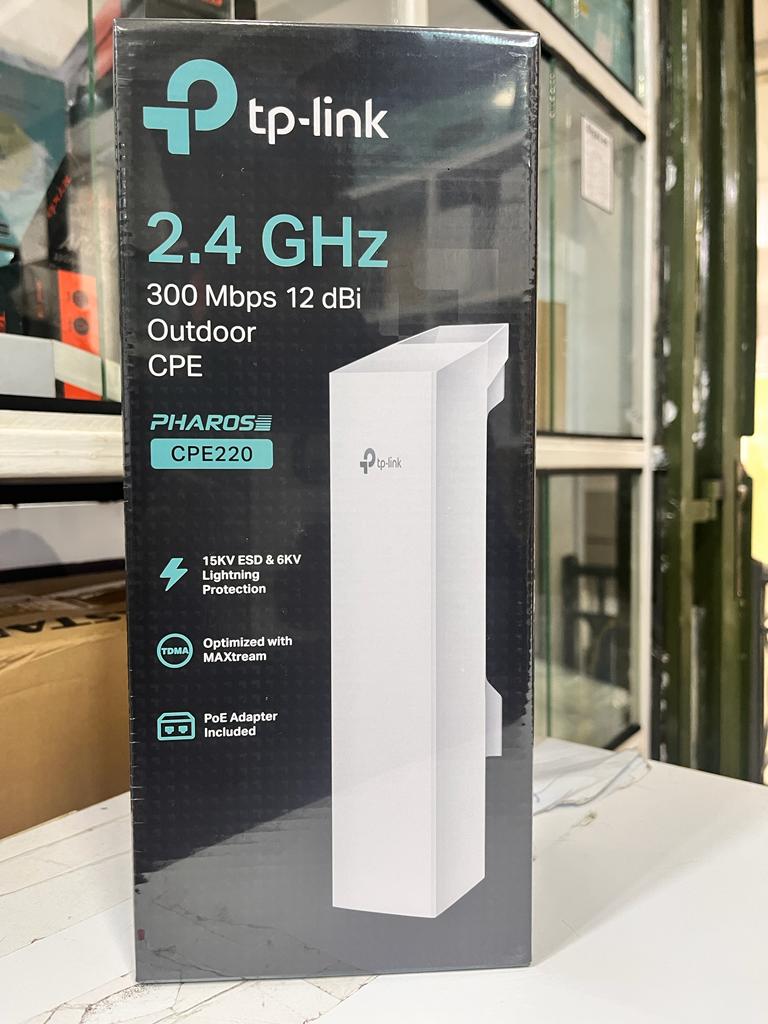 tp-link
2.4 GHz
300 Mbps 12 dBi
Outdoor
CPE
PHAROS
CPE220
tp-link
15KV ESD & 6KV
Lightning
Protection
TDMA
Optimized with
MAXtream
PoE Adapter
Included